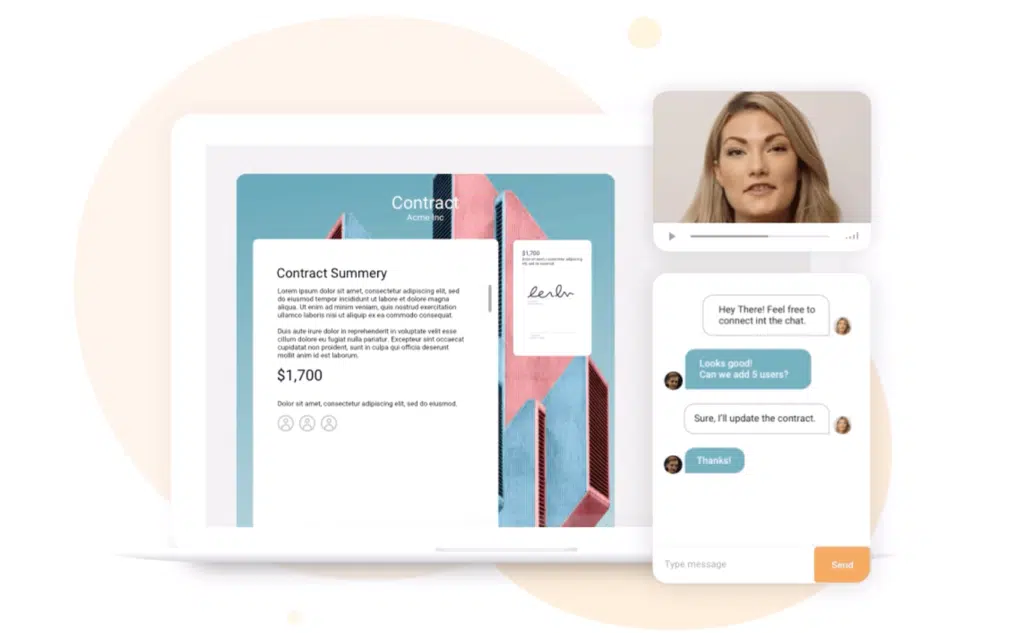 Contract
Acme Inc
Contract Summery
Lorem ipsum dolor sit amet, consectetur adipiscing elit, sed
do eiusmod tempor incididunt ut labore et dolore magna
aliqua. Ut enim ad minim veniam, quis nostrud exercitation
ullamco laboris nisi ut aliquip ex ea commodo consequat.
Duis aute irure dolor in reprehenderit in voluptate velit esse
cillum dolore eu fugiat nulla pariatur. Excepteur sint occaecat
cupidatat non proident, sunt in culpa qui officia deserunt
mollit anim id est laborum.
$1,700
Dolor sit amet, consectetur adipiscing elit, sed do eiusmod.
$1,700
Hey There! Feel free to
connect int the chat.
Looks good!
Can we add 5 users?
Sure, I'll update the contract.
Thanks!
Type message
Send